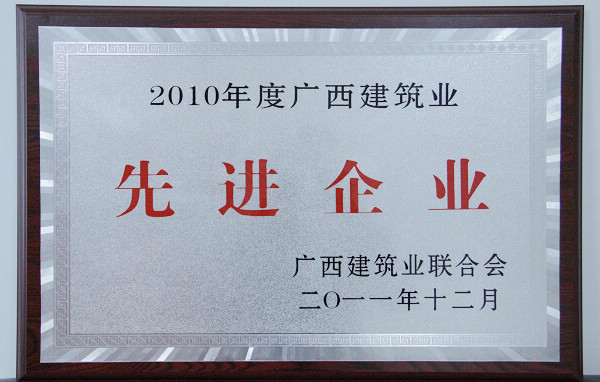 2010年度广西建筑业
先进企业
广西建筑业联合会
二〇一一年十二月